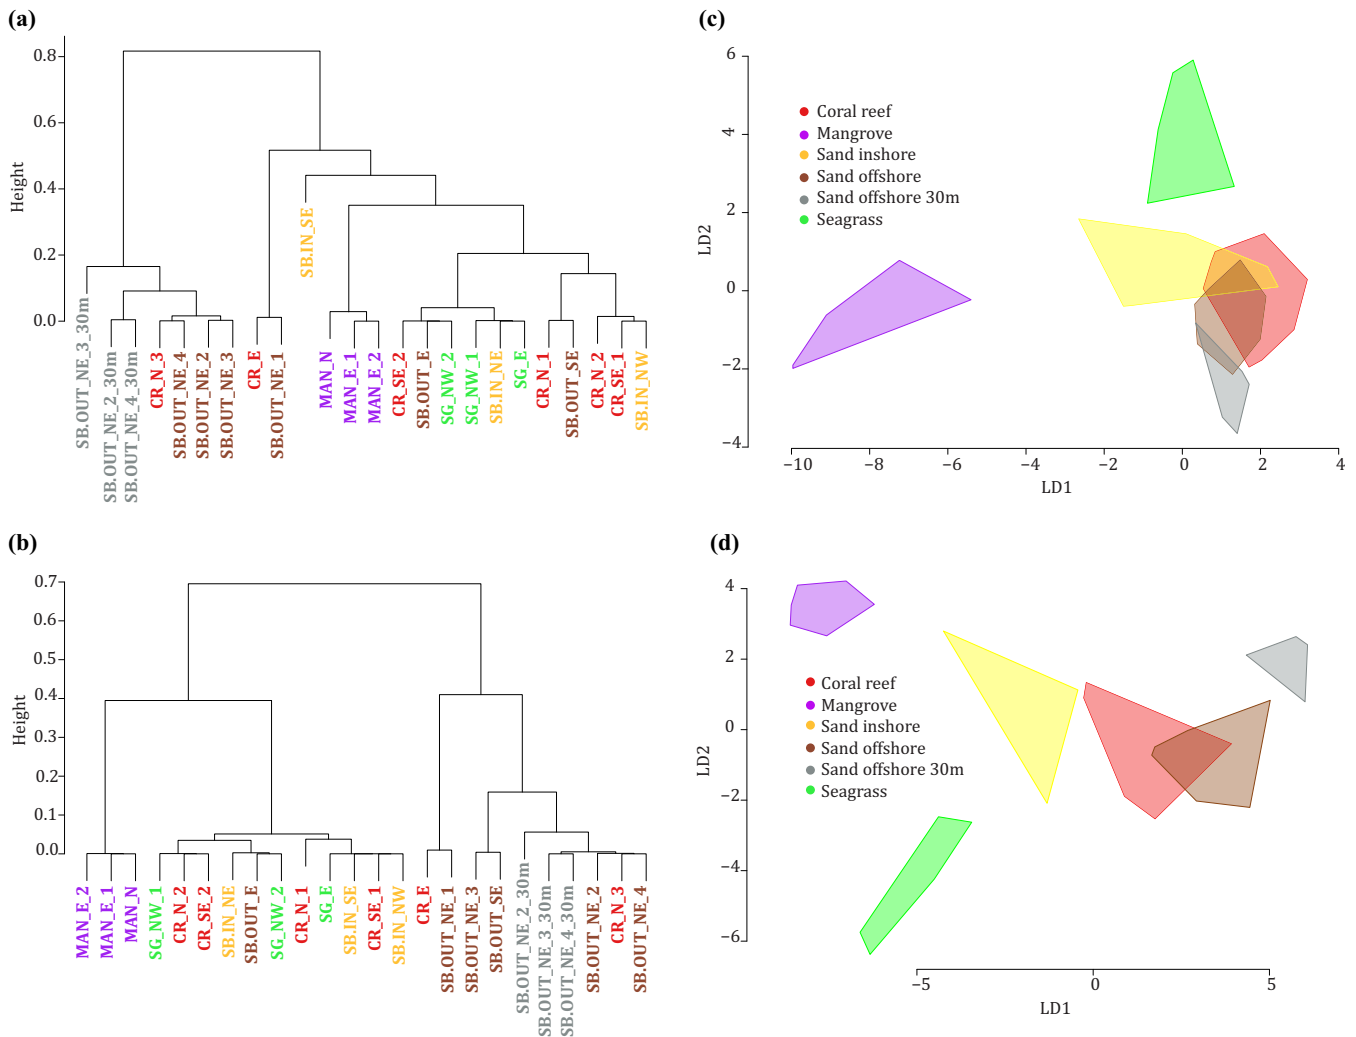 (a)
0.8
0.6
0.4
0.2
0.0
Height
SB.OUT_NE_3_30m
SB.OUT_NE_2_30m
SB.OUT_NE_4_30m
CR_N_3
SB.OUT_NE_4
SB.OUT_NE_2
SB.OUT_NE_3
CR_E
SB.OUT_NE_1
SB.IN_SE
MAN_N
MAN_E_1
MAN_E_2
CR_SE_2
SB.OUT_E
SG_NW_2
SG_NW_1
SB.IN_NE
SG_E
CR_N_1
SB.OUT_SE
CR_N_2
CR_SE_1
SB.IN_NW
(c)
6
4
2
0
−2
−4
LD2
Coral reef
Mangrove
Sand inshore
Sand offshore
Sand offshore 30m
Seagrass
−10 −8 −6 −4 −2 0 2 4
LD1
(b)
0.7
0.6
0.5
0.4
0.3
0.2
0.1
0.0
Height
MAN_E_2
MAN_E_1
MAN_N
SG_NW_1
CR_N_2
CR_SE_2
SB.IN_NE
SB.OUT_E
SG_NW_2
CR_N_1
SG_E
SB.IN_SE
CR_SE_1
SB.IN_NW
CR_E
SB.OUT_NE_1
SB.OUT_NE_3
SB.OUT_SE
SB.OUT_NE_2_30m
SB.OUT_NE_3_30m
SB.OUT_NE_4_30m
SB.OUT_NE_2
CR_N_3
SB.OUT_NE_4
(d)
4
2
0
−2
−4
−6
LD2
Coral reef
Mangrove
Sand inshore
Sand offshore
Sand offshore 30m
Seagrass
−5 0 5
LD1